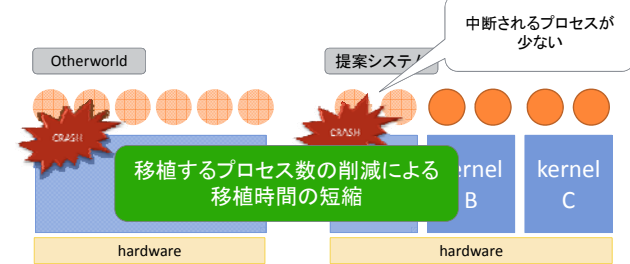 中断されるプロセスが
少ない
Otherworld
提案システム
CRASH
CRASH
移植するプロセス数の削減による
移植時間の短縮
ernel
B
kernel
C
hardware
hardware